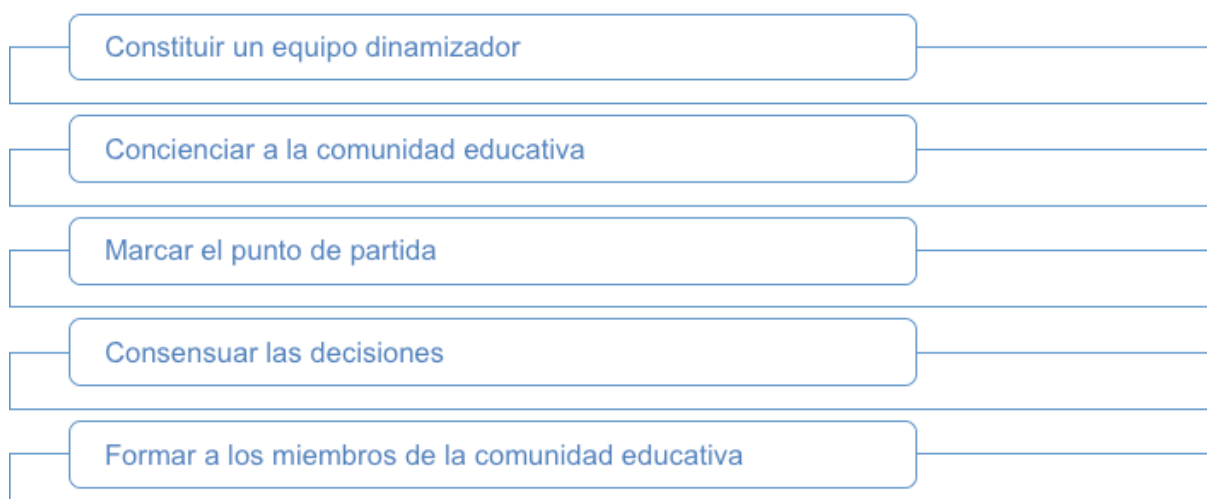 Constituir un equipo dinamizador
Concienciar a la comunidad educativa
Marcar el punto de partida
Consensuar las decisiones
Formar a los miembros de la comunidad educativa